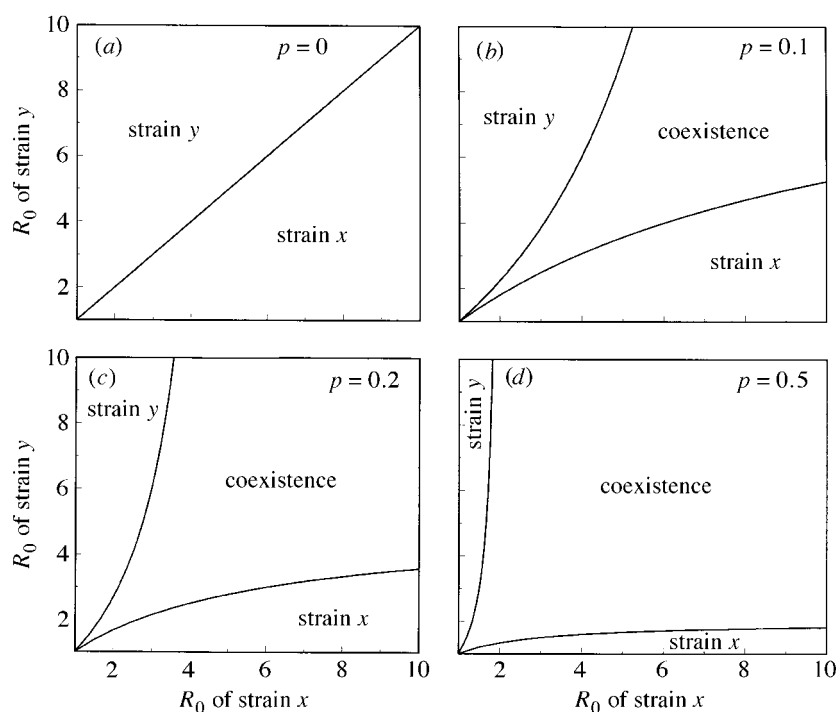 (a) p = 0
strain y
strain x
R0 of strain y
10
8
6
4
2
(b) p = 0.1
strain y
coexistence
strain x
(c) p = 0.2
strain y
coexistence
strain x
R0 of strain y
10
8
6
4
2
2 4 6 8 10
R0 of strain x
(d) p = 0.5
strain y
coexistence
strain x
2 4 6 8 10
R0 of strain x